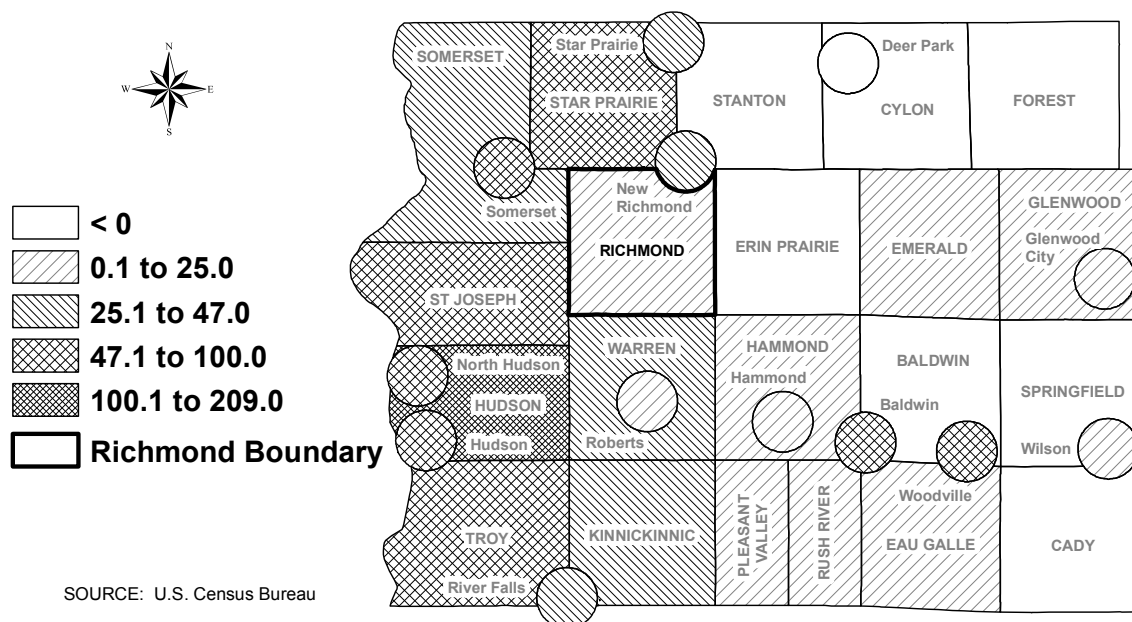 N
W
E
S
< 0
0.1 to 25.0
25.1 to 47.0
47.1 to 100.0
100.1 to 209.0
Richmond Boundary
SOURCE: U.S. Census Bureau
SOMERSET
Star Prairie
STAR PRAIRIE
STANTON
Deer Park
CYLON
FOREST
Somerset
New
Richmond
RICHMOND
ERIN PRAIRIE
EMERALD
GLENWOOD
Glenwood
City
ST JOSEPH
North Hudson
HUDSON
Hudson
WARREN
Roberts
HAMMOND
Hammond
BALDWIN
Baldwin
SPRINGFIELD
Wilson
TROY
River Falls
KINNICKINNIC
PLEASANT
VALLEY
RUSH RIVER
Woodville
EAU GALLE
CADY